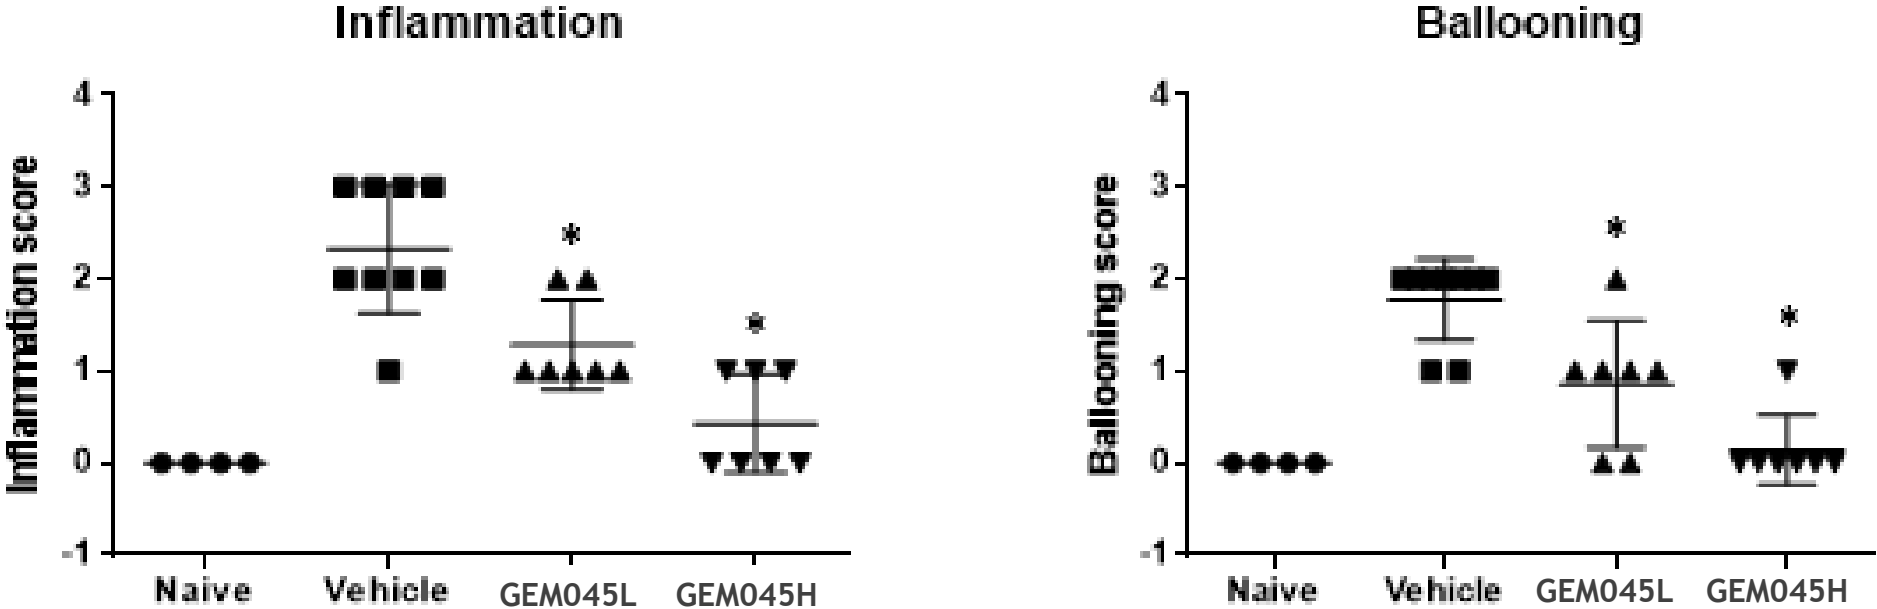 Inflammation
Inflammation score
4
3
2
1
0
-1
*
*
Naive
Vehicle
GEM045L
GEM045H
Ballooning
Ballooning score
4
3
2
1
0
-1
*
*
Naive
Vehicle
GEM045L
GEM045H